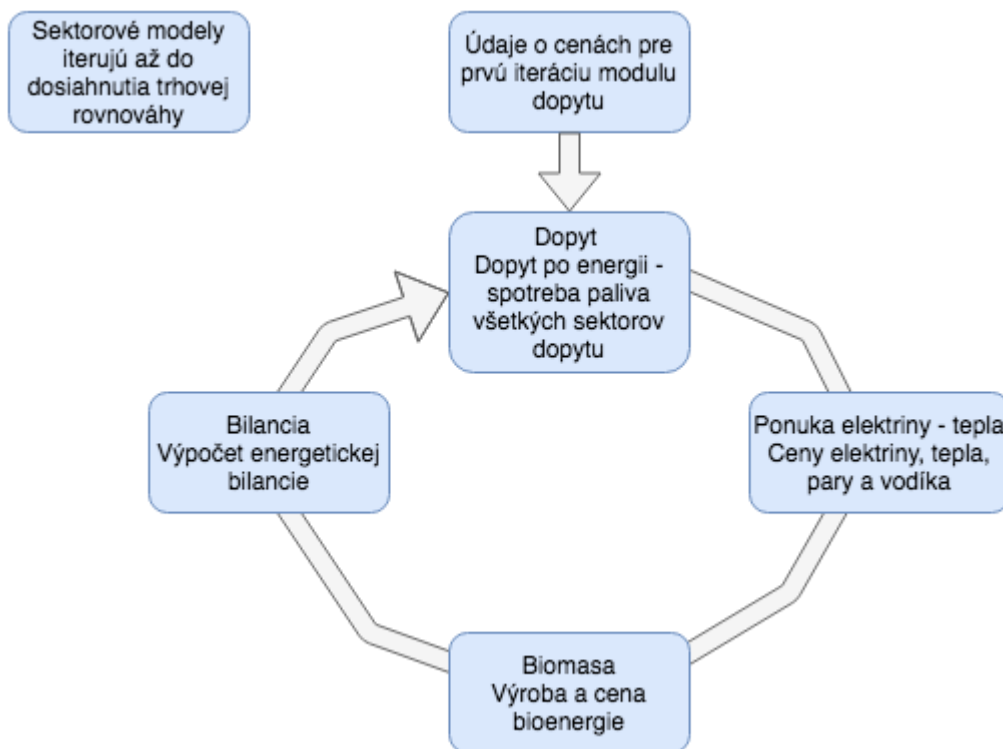 Sektorové modely
iterujú až do
dosiahnutia trhovej
rovnováhy
Údaje o cenách pre
prvú iteráciu modulu
dopytu
Dopyt
Dopyt po energii -
spotreba paliva
všetkých sektorov
dopytu
Bilancia
Výpočet energetickej
bilancie
Ponuka elektriny - tepla
Ceny elektriny, tepla,
pary a vodíka
Biomasa
Výroba a cena
bioenergie